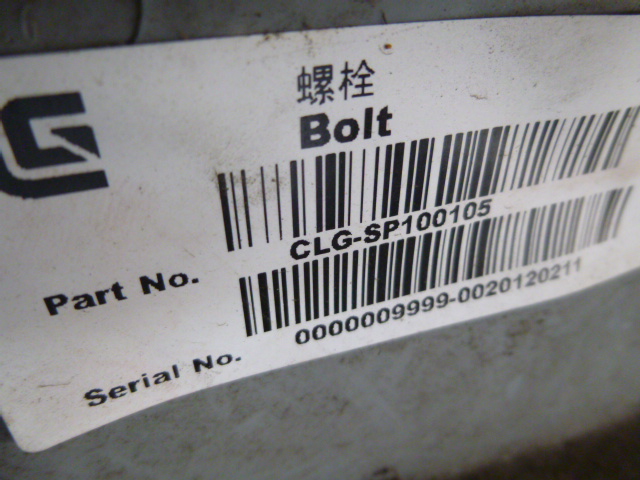 螺栓
Bolt
Part No. CLG-SP100105
Serial No. 0000009999-0020120211